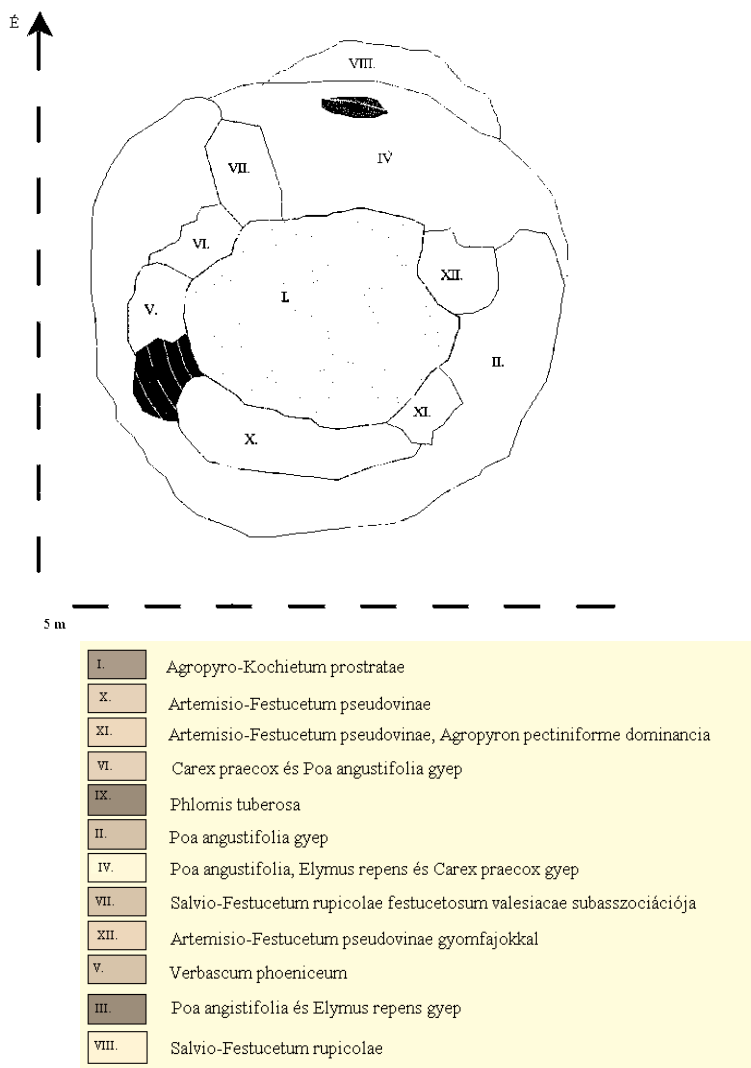 É
VIII.
IV
VII.
VI.
XII.
I.
V.
II.
XI.
X.
5 m
I. Agropyro-Kochietum prostratae
X. Artemisio-Festucetum pseudovinae
XI. Artemisio-Festucetum pseudovinae, Agropyron pectiniforme dominancia
VI. Carex praecox és Poa angustifolia gyep
IX. Phlomis tuberosa
II. Poa angustifolia gyep
IV. Poa angustifolia, Elymus repens és Carex praecox gyep
VII. Salvio-Festucetum rupicolae festucetosum valesiacae subasszociációja
XII. Artemisio-Festucetum pseudovinae gyomfajokkal
V. Verbascum phoeniceum
III. Poa angistifolia és Elymus repens gyep
VIII. Salvio-Festucetum rupicolae